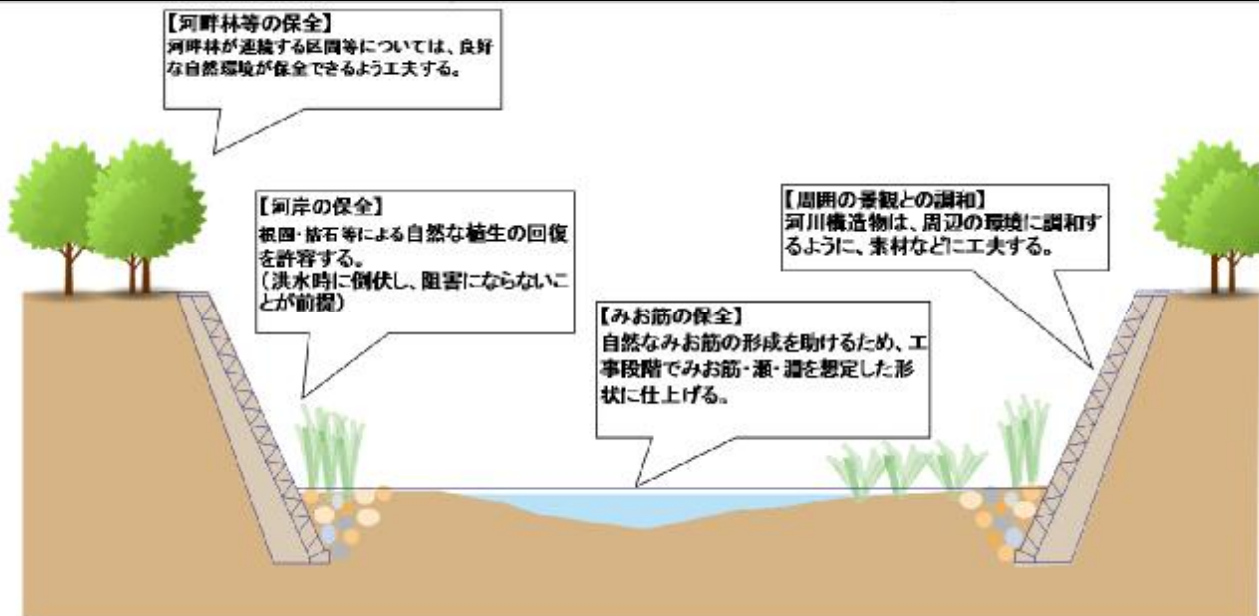 【河畔林等の保全】
河畔林が連続する区間等については、良好
な自然環境が保全できるよう工夫する。
【河岸の保全】
根固・捨石等による自然な植生の回復
を許容する。
(洪水時に倒伏し、阻害にならないこ
とが前提)
【周囲の景観との調和】
河川構造物は、周辺の環境に調和す
るように、素材などに工夫する。
【みお筋の保全】
自然なみお筋の形成を助けるため、工
事段階でみお筋・瀬・淵を想定した形
状に仕上げる。